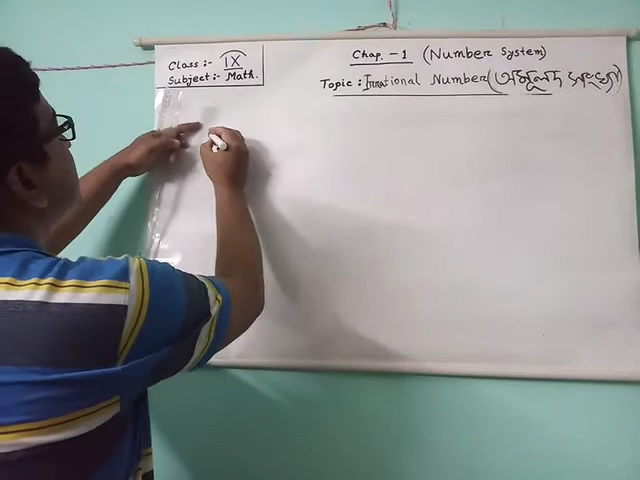 Class :- IX
Subject :- Math.
Chap. - 1 (Number System)
Topic : Irrational Number (অমূলদ সংখ্যা)